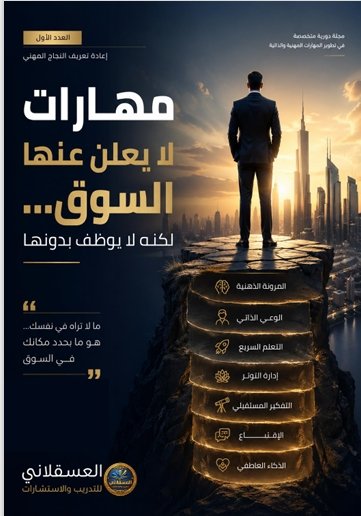 العدد الأول
إعادة تعريف النجاح المهني
مجلة دورية متخصصة
في تطوير المهارات المهنية والذاتية
مهارات
لا يعلن عنها
السوق...
لكنه لا يوظف بدونها
ما لا تراه في نفسك...
هو ما يحدد مكانك
في السوق
المرونة الذهنية
الوعي الذاتي
التعلم السريع
إدارة التوتر
التفكير المستقبلي
الإقناع
الذكاء العاطفي
العسقلاني
للتدريب والاستشارات